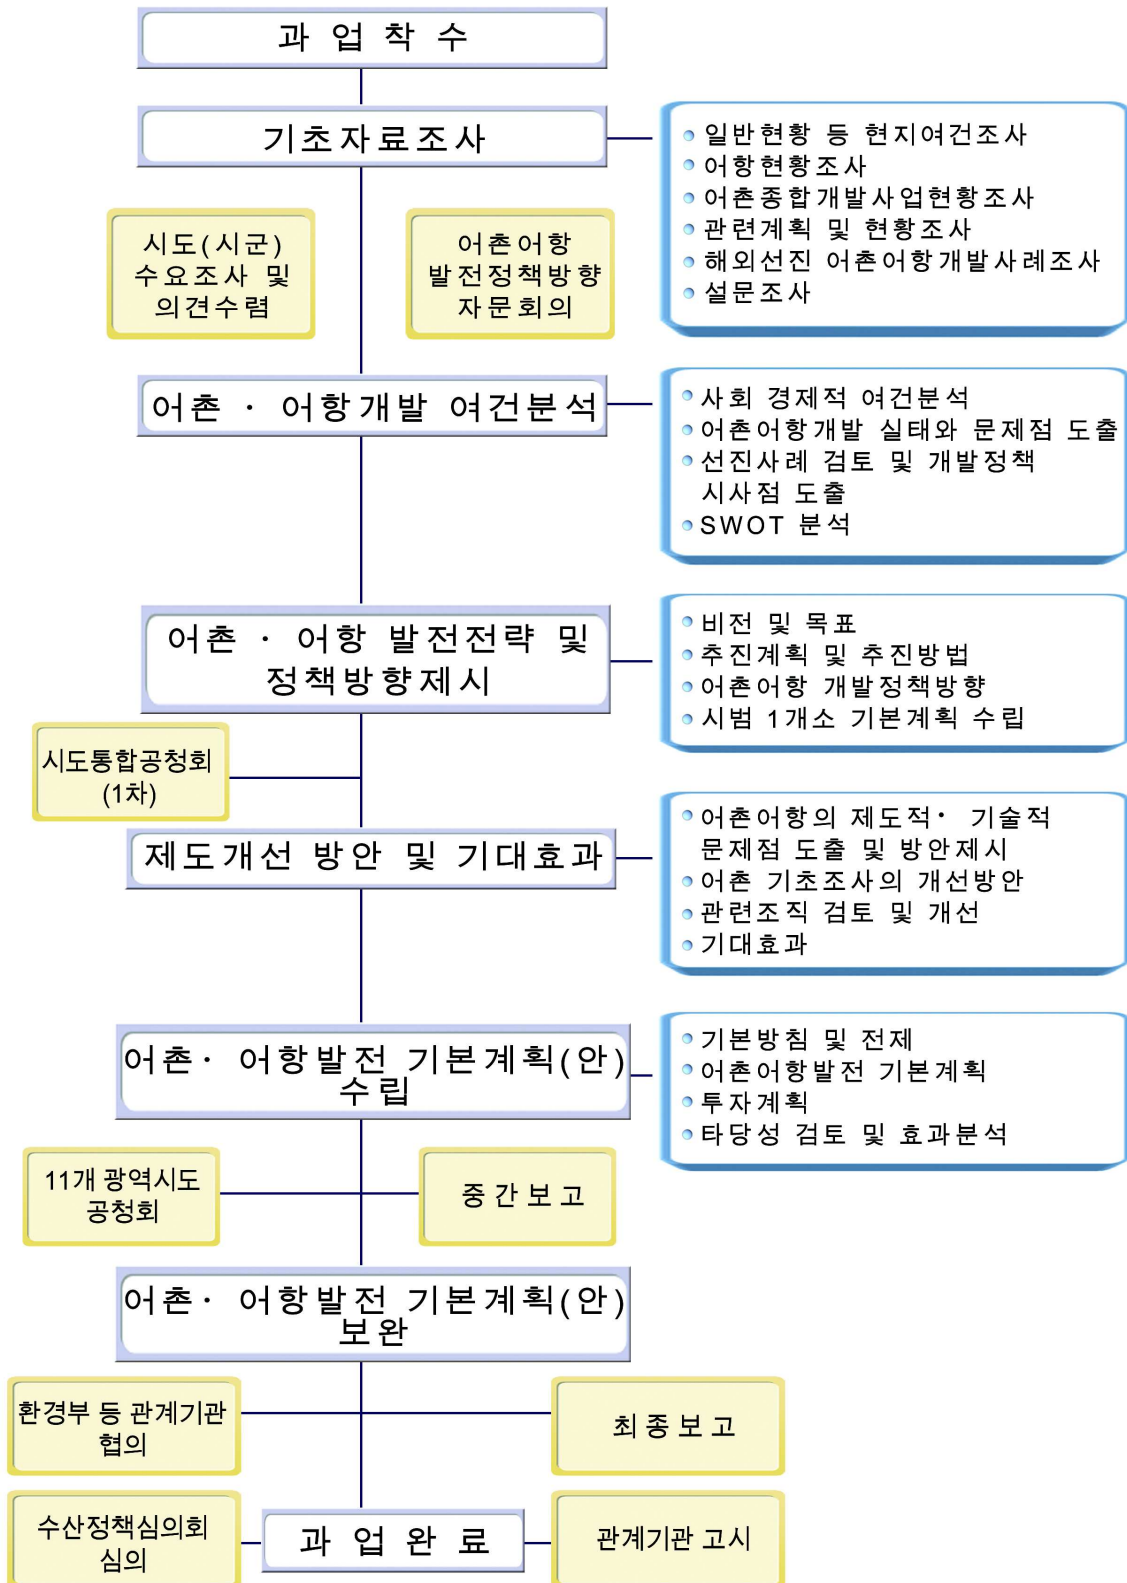 과 업 착 수
기초자료조사
일반현황 등 현지여건조사
어항현황조사
어촌종합개발사업현황조사
관련계획 및 현황조사
해외선진 어촌어항개발사례조사
설문조사
시도(시군)
수요조사 및
의견수렴
어촌어항
발전정책방향
자문회의
어촌 · 어항개발 여건분석
사회 경제적 여건분석
어촌어항개발 실태와 문제점 도출
선진사례 검토 및 개발정책
시사점 도출
SWOT 분석
어촌 · 어항 발전전략 및
정책방향제시
비전 및 목표
추진계획 및 추진방법
어촌어항 개발정책방향
시범 1개소 기본계획 수립
시도통합공청회
(1차)
제도개선 방안 및 기대효과
어촌어항의 제도적· 기술적
문제점 도출 및 방안제시
어촌 기초조사의 개선방안
관련조직 검토 및 개선
기대효과
어촌· 어항발전 기본계획(안)
수립
기본방침 및 전제
어촌어항발전 기본계획
투자계획
타당성 검토 및 효과분석
11개 광역시도
공청회
중 간 보 고
어촌· 어항발전 기본계획(안)
보완
환경부 등 관계기관
협의
최 종 보 고
수산정책심의회
심의
과 업 완 료
관계기관 고시